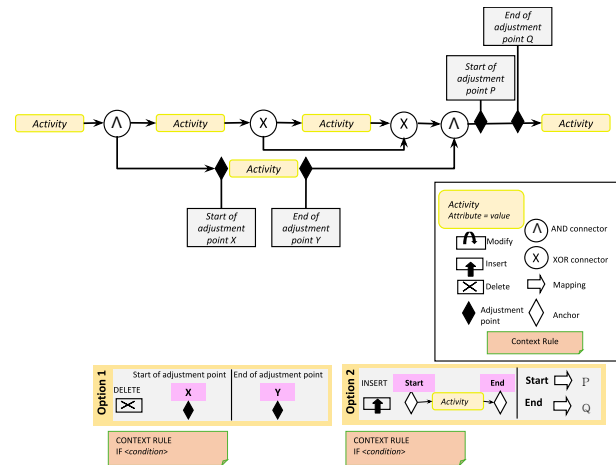 End of
adjustment
point Q
Start of
adjustment
point P
Activity
Λ
Activity
X
Activity
X
Λ
Activity
Activity
Start of
adjustment
point X
End of
adjustment
point Y
Activity
Attribute = value
Λ AND connector
Modify
X XOR connector
Insert
Mapping
Delete
Adjustment
point
Anchor
Context Rule
Option 1
Start of adjustment point
End of adjustment point
DELETE
X
Y
CONTEXT RULE
IF <condition>
Option 2
INSERT
Start
Activity
End
Start P
End Q
CONTEXT RULE
IF <condition>